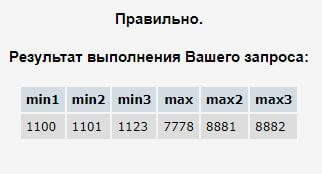 Правильно.
Результат выполнения Вашего запроса:
min1 min2 min3 max max2 max3
1100 1101 1123 7778 8881 8882